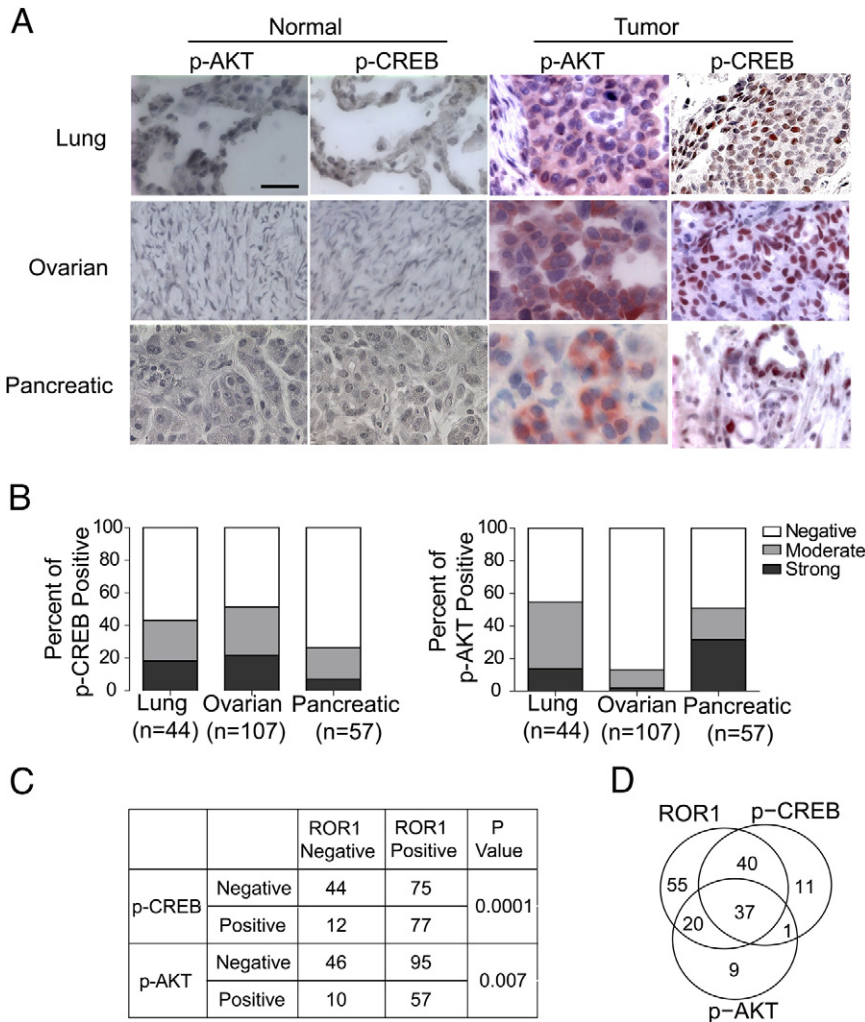 A
Normal Tumor
p-AKT p-CREB p-AKT p-CREB
Lung
Ovarian
Pancreatic
B
Percent of
p-CREB Positive
100
80
60
40
20
0
Lung Ovarian Pancreatic
(n=44) (n=107) (n=57)
Percent of
p-AKT Positive
100
80
60
40
20
0
Lung Ovarian Pancreatic
(n=44) (n=107) (n=57)
Negative
Moderate
Strong
C
ROR1 ROR1 P
Negative Positive Value
p-CREB Negative 44 75 0.0001
Positive 12 77
p-AKT Negative 46 95 0.007
Positive 10 57
D
ROR1 p-CREB
40
55 11
37
20 1
9
p-AKT